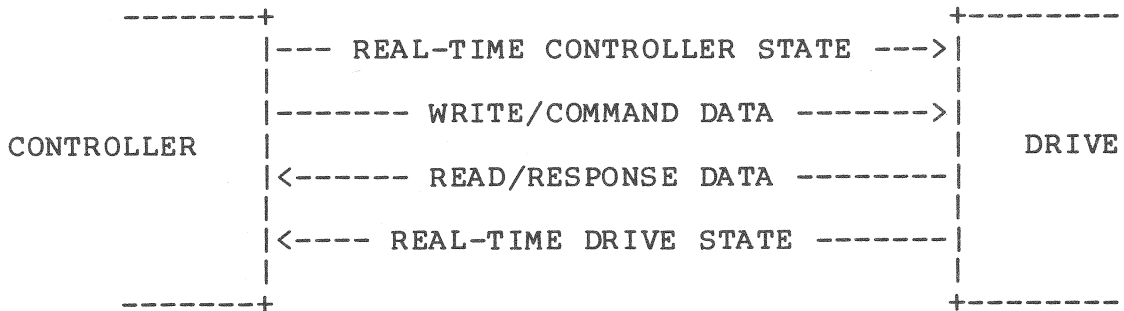 REAL-TIME CONTROLLER STATE
WRITE/COMMAND DATA
CONTROLLER DRIVE
READ/RESPONSE DATA
REAL-TIME DRIVE STATE